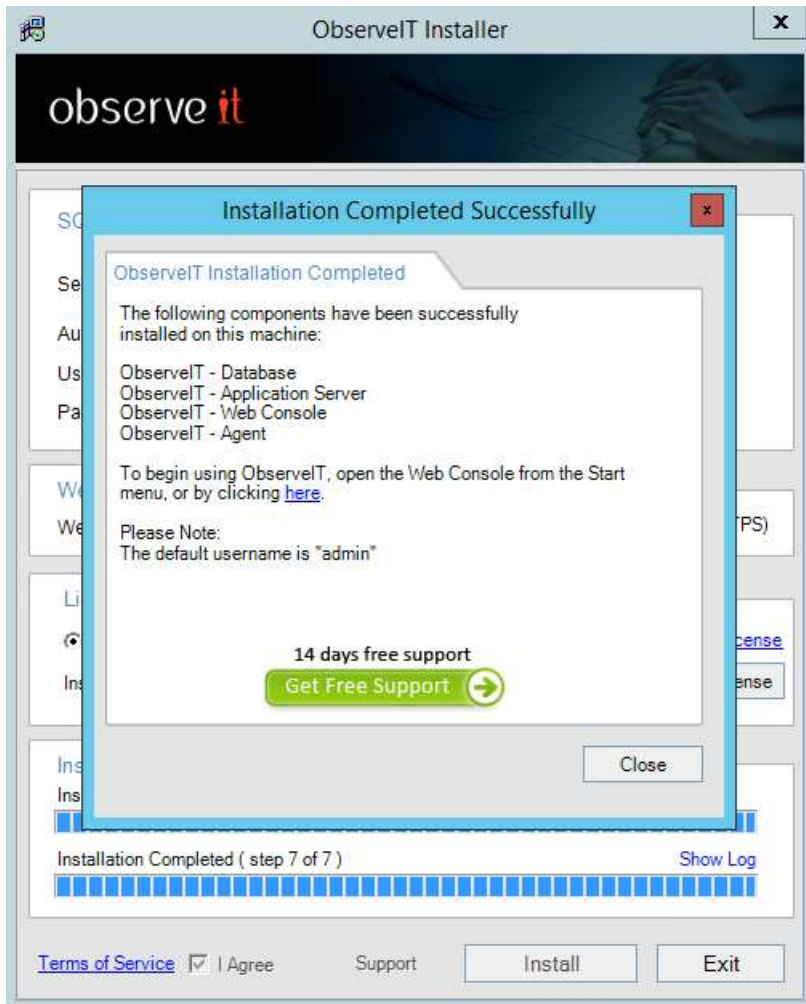 ObserveIT Installer
x
observe it
Installation Completed Successfully
x
ObserveIT Installation Completed
The following components have been successfully
installed on this machine:
ObserveIT - Database
ObserveIT - Application Server
ObserveIT - Web Console
ObserveIT - Agent
To begin using ObserveIT, open the Web Console from the Start
menu, or by clicking here.
Please Note:
The default username is "admin"
14 days free support
Get Free Support
Close
Installation Completed ( step 7 of 7 )
Show Log
Terms of Service
I Agree
Support
Install
Exit